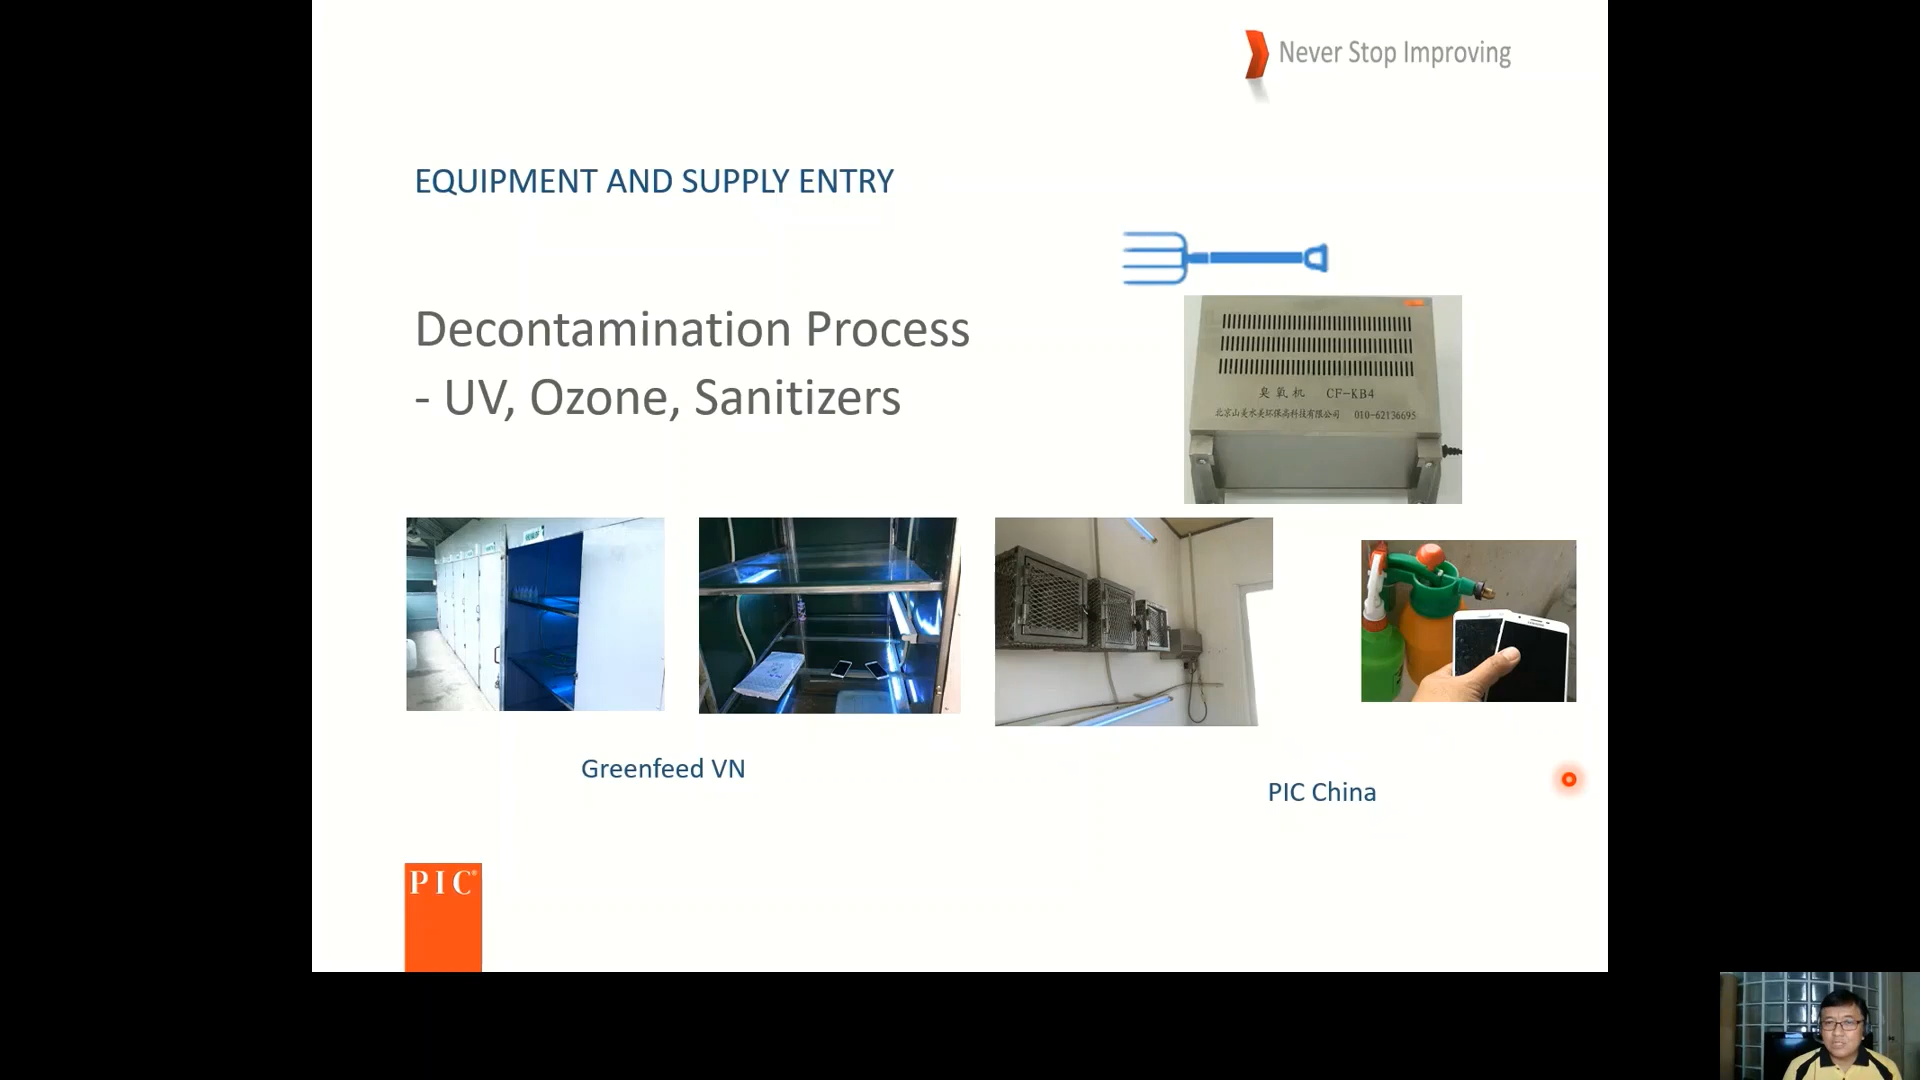 Never Stop Improving
EQUIPMENT AND SUPPLY ENTRY
Decontamination Process
- UV, Ozone, Sanitizers
臭氧机 CF-KB4
北京山美水美环保高科技有限公司 010-62136695
Greenfeed VN
PIC China
PIC®